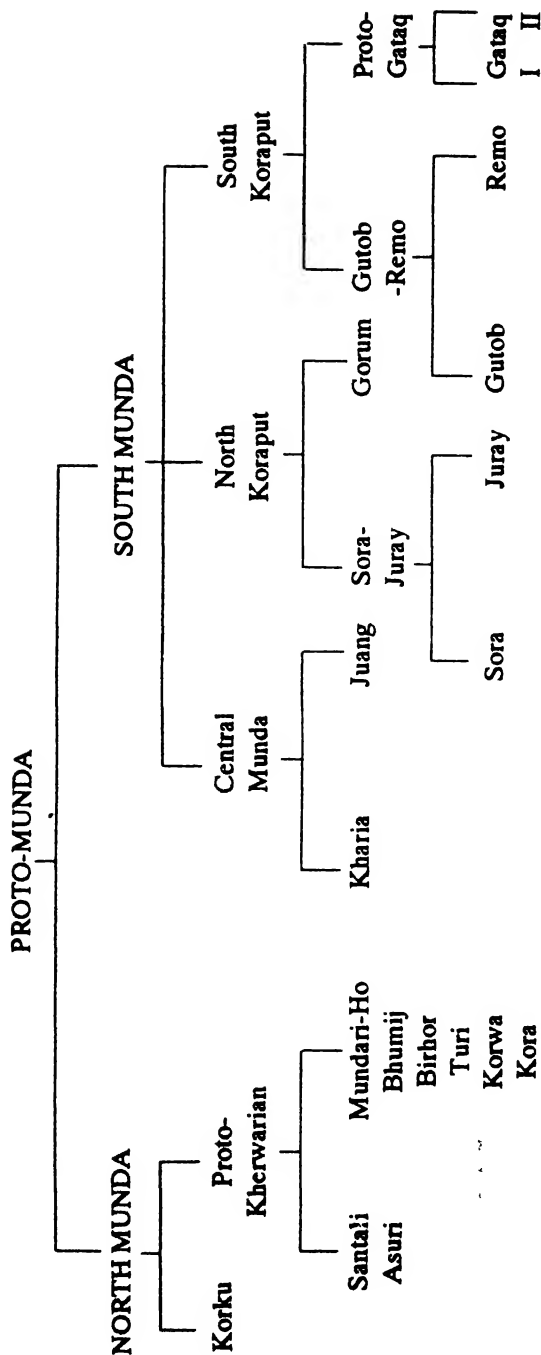 PROTO-MUNDA
NORTH MUNDA
SOUTH MUNDA
Korku
Proto-
Kherwarian
Central
Munda
North
Koraput
South
Koraput
Santali
Asuri
Mundari-Ho
Bhumij
Birhor
Turi
Korwa
Kora
Kharia
Juang
Sora-
Juray
Gorum
Gutob
-Remo
Proto-
Gataq
Sora
Juray
Gutob
Remo
Gataq
I II